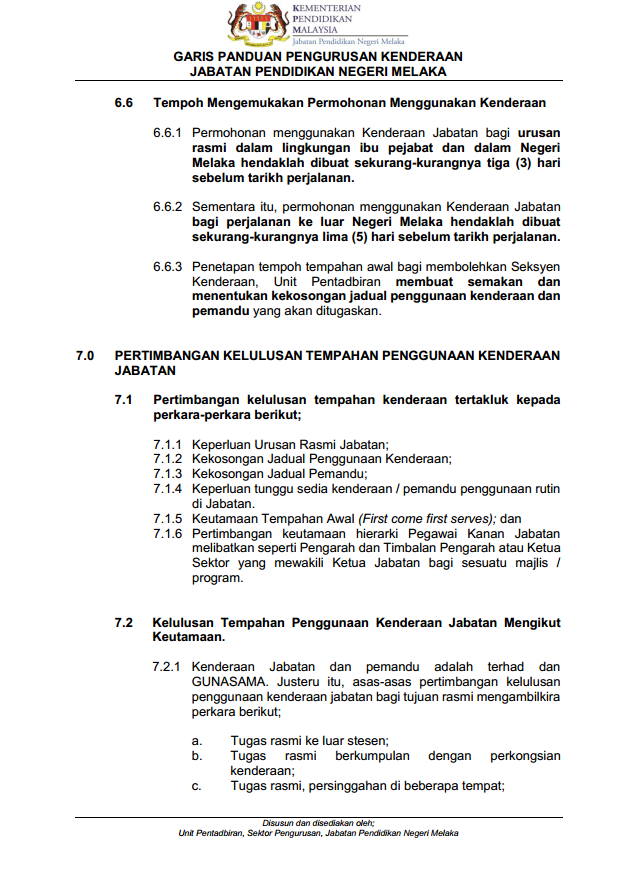 KEMENTERIAN
PENDIDIKAN
MALAYSIA
Jabatan Pendidikan Negeri Melaka
GARIS PANDUAN PENGURUSAN KENDERAAN
JABATAN PENDIDIKAN NEGERI MELAKA
6.6 Tempoh Mengemukakan Permohonan Menggunakan Kenderaan
6.6.1 Permohonan menggunakan Kenderaan Jabatan bagi urusan
rasmi dalam lingkungan ibu pejabat dan dalam Negeri
Melaka hendaklah dibuat sekurang-kurangnya tiga (3) hari
sebelum tarikh perjalanan.
6.6.2 Sementara itu, permohonan menggunakan Kenderaan Jabatan
bagi perjalanan ke luar Negeri Melaka hendaklah dibuat
sekurang-kurangnya lima (5) hari sebelum tarikh perjalanan.
6.6.3 Penetapan tempoh tempahan awal bagi membolehkan Seksyen
Kenderaan, Unit Pentadbiran membuat semakan dan
menentukan kekosongan jadual penggunaan kenderaan dan
pemandu yang akan ditugaskan.
7.0 PERTIMBANGAN KELULUSAN TEMPAHAN PENGGUNAAN KENDERAAN
JABATAN
7.1 Pertimbangan kelulusan tempahan kenderaan tertakluk kepada
perkara-perkara berikut;
7.1.1 Keperluan Urusan Rasmi Jabatan;
7.1.2 Kekosongan Jadual Penggunaan Kenderaan;
7.1.3 Kekosongan Jadual Pemandu;
7.1.4 Keperluan tunggu sedia kenderaan / pemandu penggunaan rutin
di Jabatan.
7.1.5 Keutamaan Tempahan Awal (First come first serves); dan
7.1.6 Pertimbangan keutamaan hierarki Pegawai Kanan Jabatan
melibatkan seperti Pengarah dan Timbalan Pengarah atau Ketua
Sektor yang mewakili Ketua Jabatan bagi sesuatu majlis /
program.
7.2 Kelulusan Tempahan Penggunaan Kenderaan Jabatan Mengikut
Keutamaan.
7.2.1 Kenderaan Jabatan dan pemandu adalah terhad dan
GUNASAMA. Justeru itu, asas-asas pertimbangan kelulusan
penggunaan kenderaan jabatan bagi tujuan rasmi mengambilkira
perkara berikut;
a. Tugas rasmi ke luar stesen;
b. Tugas rasmi berkumpulan dengan perkongsian
kenderaan;
c. Tugas rasmi, persinggahan di beberapa tempat;
Disusun dan disediakan oleh;
Unit Pentadbiran, Sektor Pengurusan, Jabatan Pendidikan Negeri Melaka